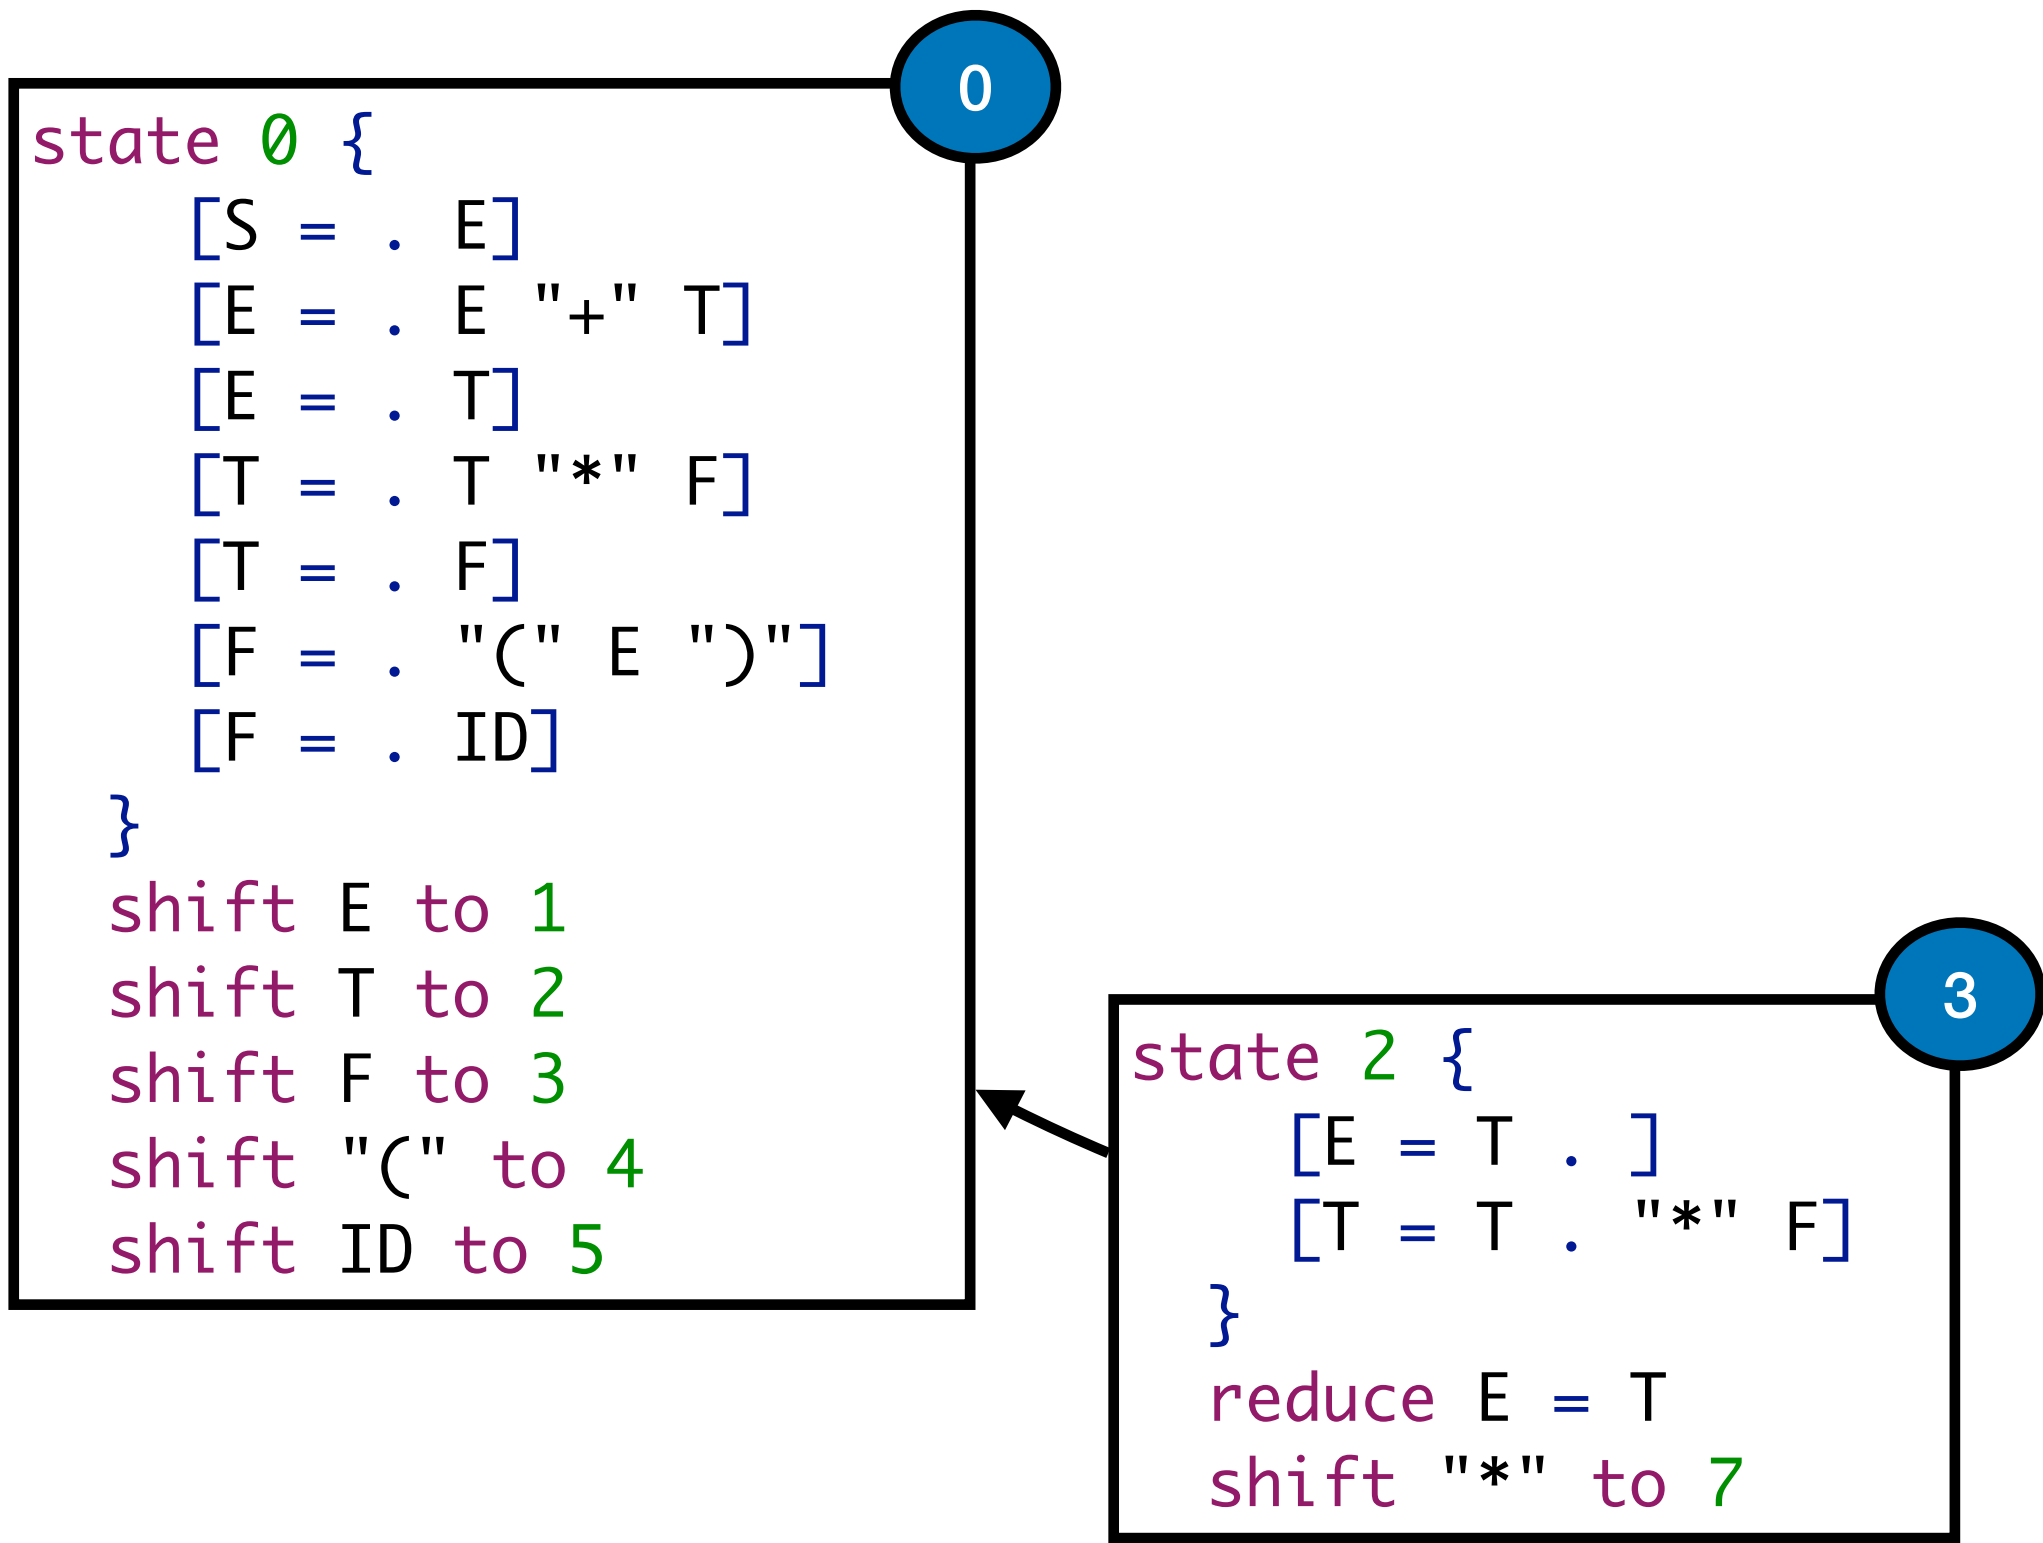 0
state 0 {
[S = . E]
[E = . E "+" T]
[E = . T]
[T = . T "*" F]
[T = . F]
[F = . "(" E ")"]
[F = . ID]
}
shift E to 1
shift T to 2
shift F to 3
shift "(" to 4
shift ID to 5
3
state 2 {
[E = T . ]
[T = T . "*" F]
}
reduce E = T
shift "*" to 7